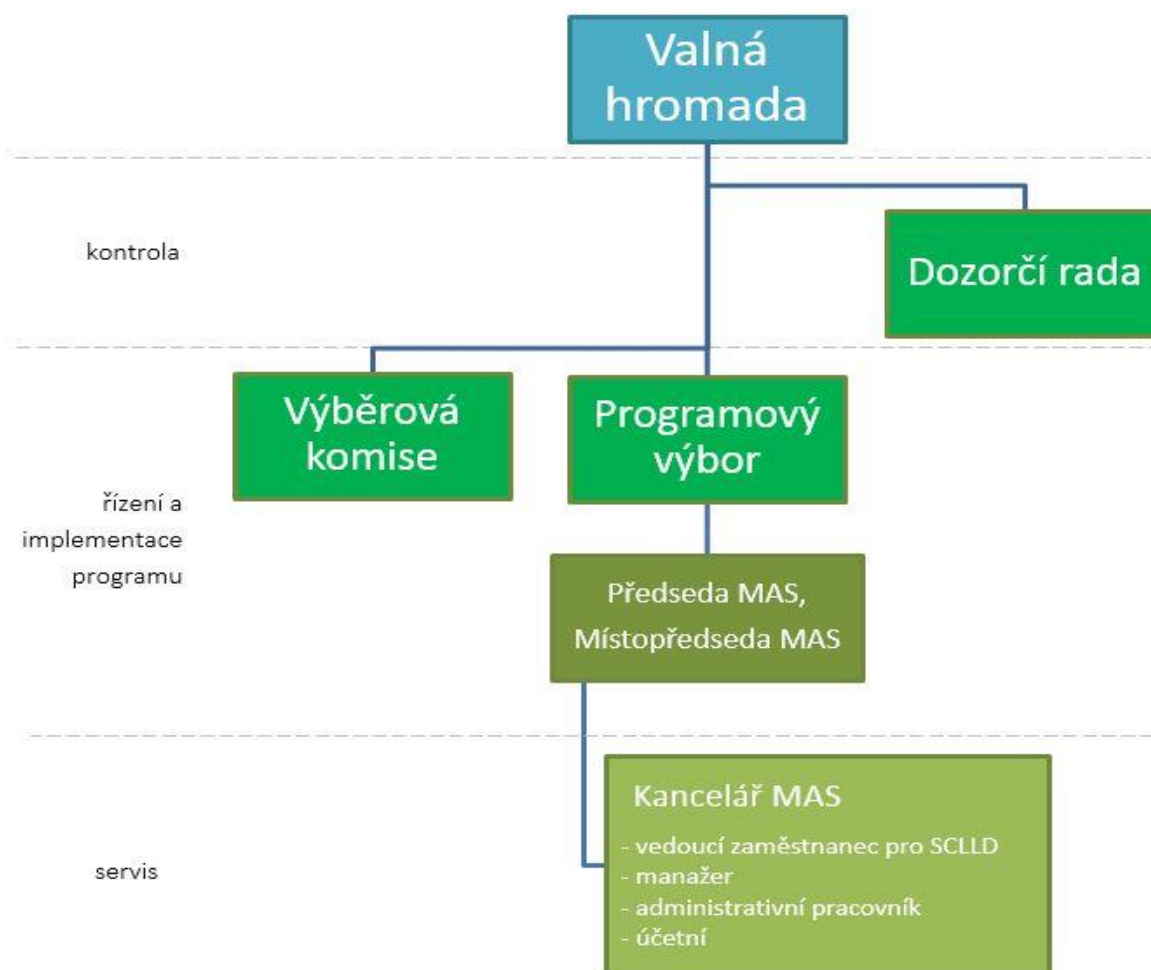 Valná
hromada
kontrola
Dozorčí rada
Výběrová
komise
Programový
výbor
řízení a
implementace
programu
Předseda MAS,
Místopředseda MAS
Kancelář MAS
- vedoucí zaměstnanec pro SCLLD
- manažer
- administrativní pracovník
- účetní
servis